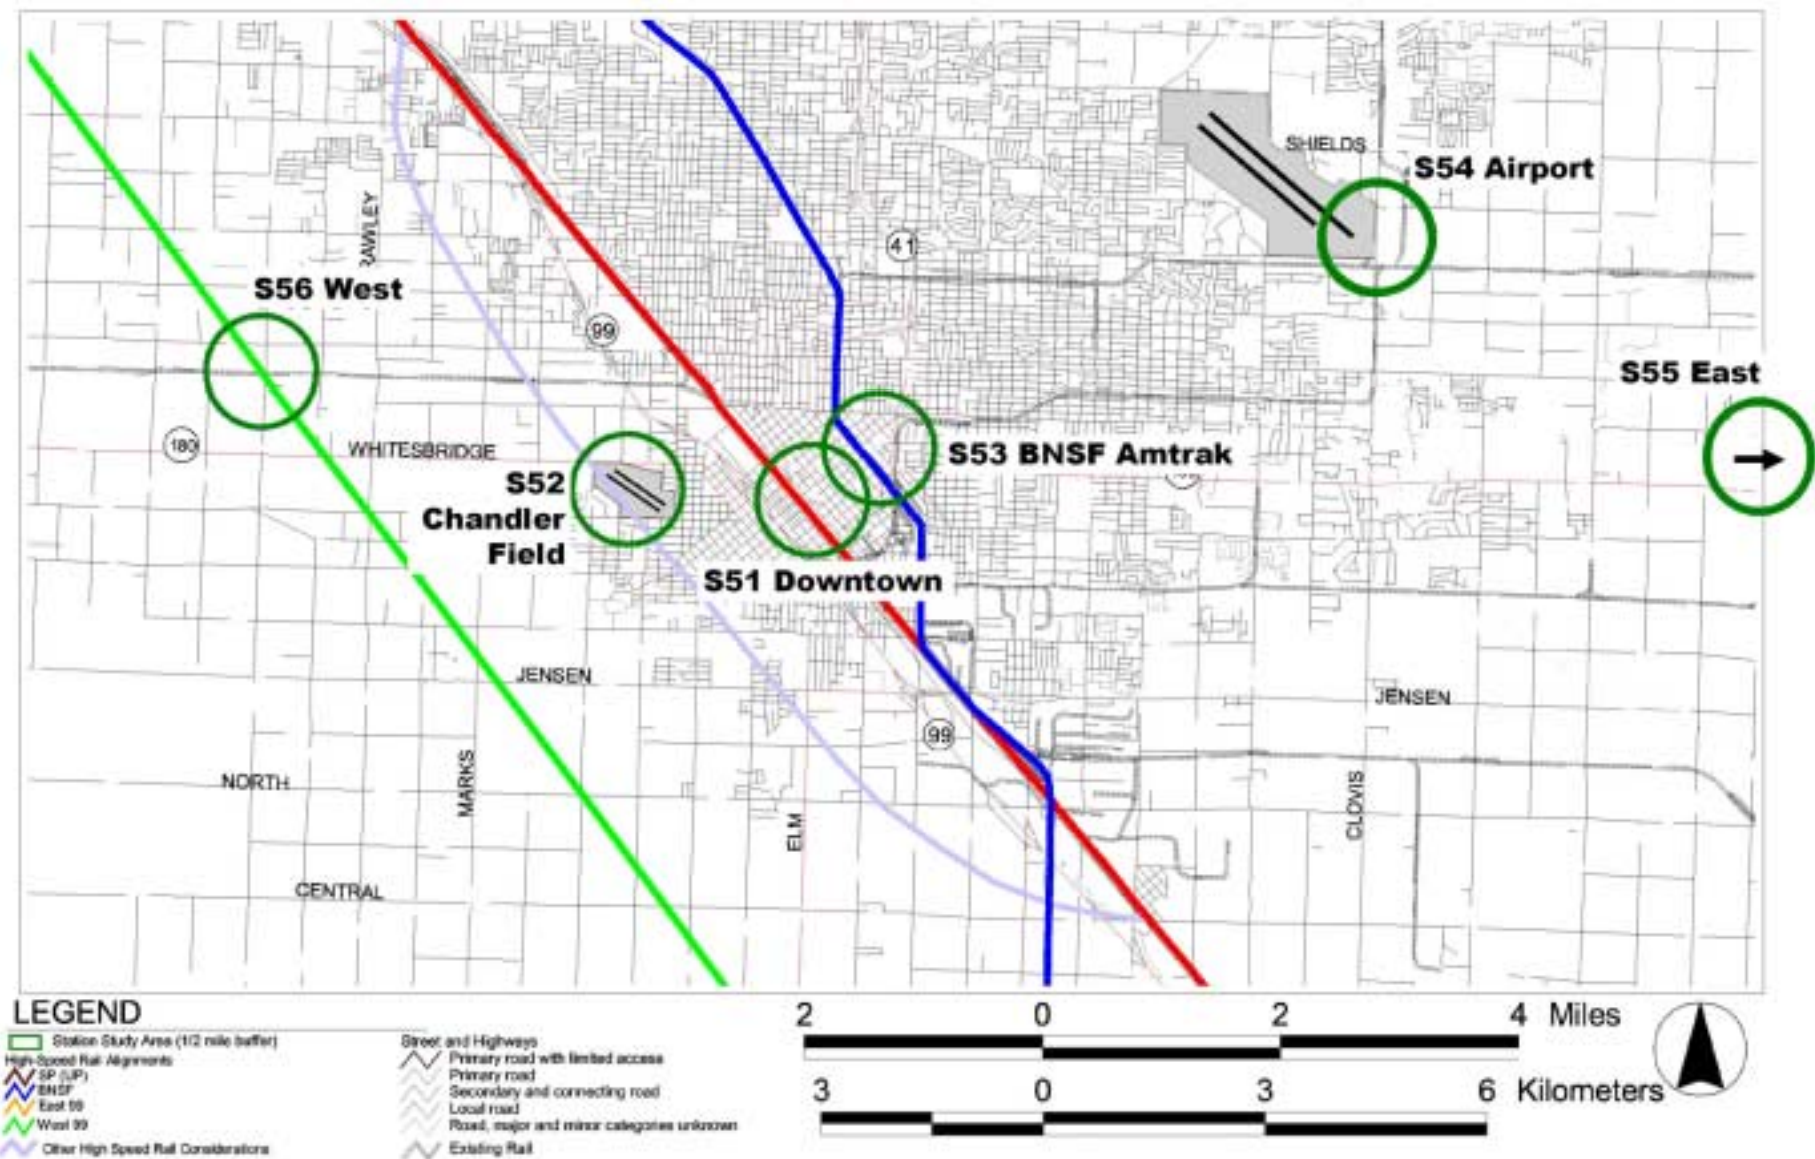 SHIELDS
S54 Airport
41
S56 West
99
S55 East
180
WHITESBRIDGE
S53 BNSF Amtrak
S52
Chandler
Field
S51 Downtown
JENSEN
JENSEN
99
NORTH
MARKS
ELM
CLOVIS
CENTRAL
LEGEND
Station Study Area (1/2 mile buffer)
High-Speed Rail Alignments
SP (UP)
BNSF
East 99
West 99
Other High Speed Rail Considerations
Street and Highways
Primary road with limited access
Primary road
Secondary and connecting road
Local road
Road, major and minor categories unknown
Existing Rail
2 0 2 4 Miles
3 0 3 6 Kilometers